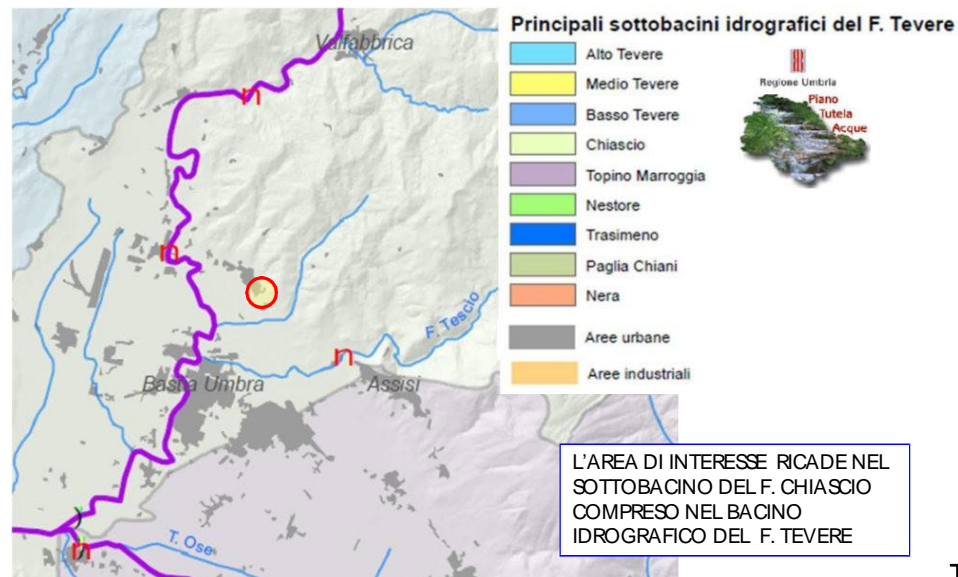 Principali sottobacini idrografici del F. Tevere
Alto Tevere
Medio Tevere
Basso Tevere
Chiascio
Topino Marroggia
Nestore
Trasimeno
Paglia Chiani
Nera
Aree urbane
Aree industriali
Regione Umbria
Piano
Tutela
Acque
Valfabbrica
n
n
F. Tescio
n
Bastia Umbra
Assisi
T. Ose
n
L'AREA DI INTERESSE RICADE NEL
SOTTOBACINO DEL F. CHIASCIO
COMPRESO NEL BACINO
IDROGRAFICO DEL F. TEVERE